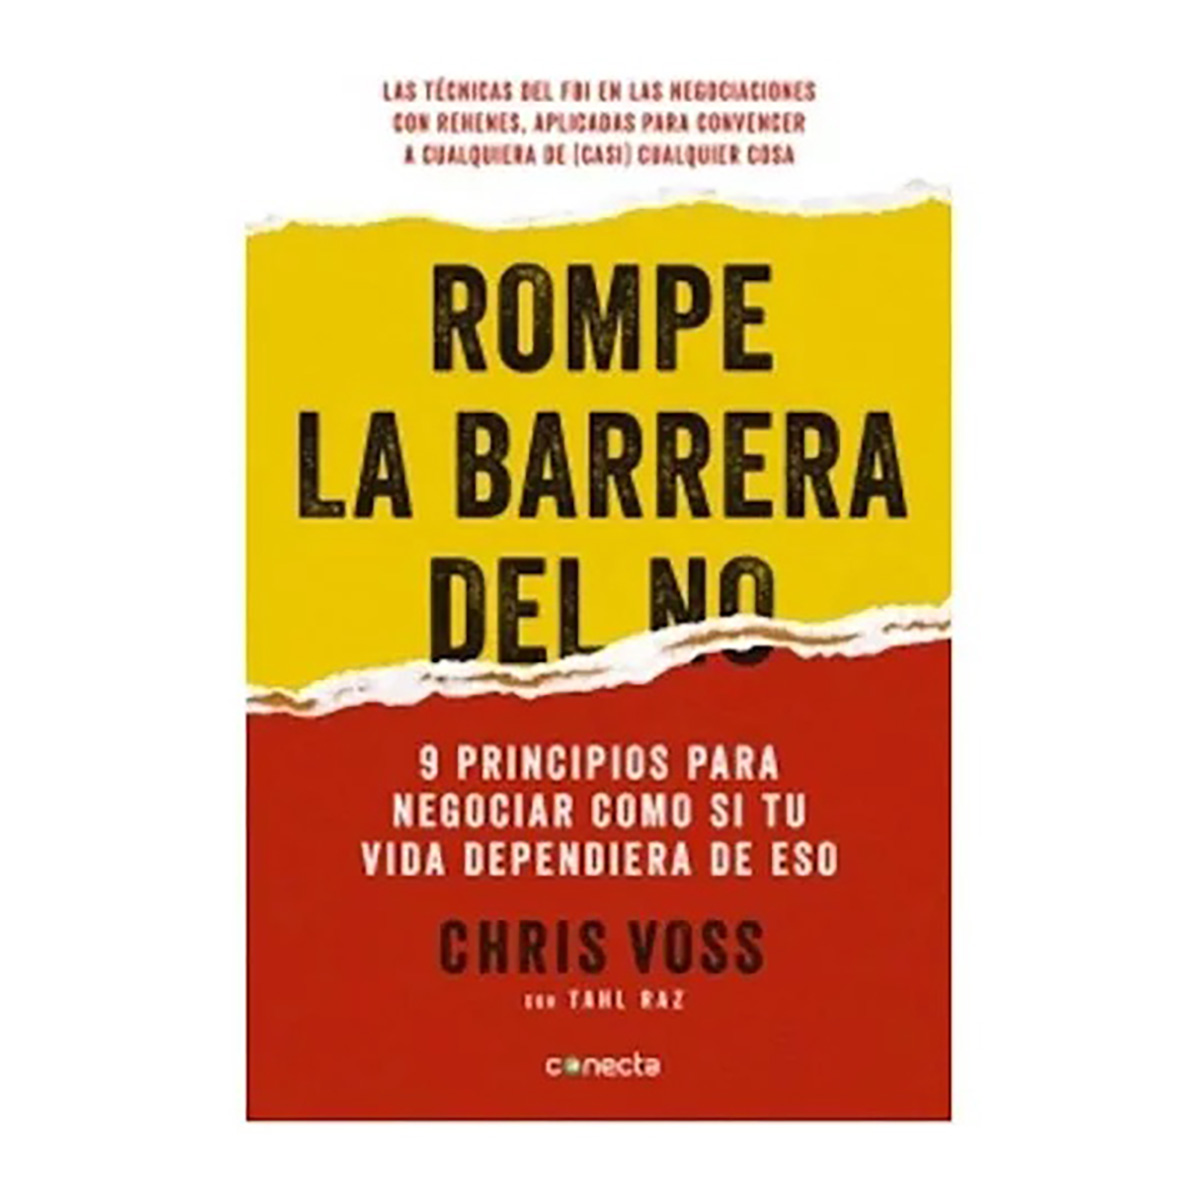 LAS TÉCNICAS DEL FBI EN LAS NEGOCIACIONES
CON REHENES, APLICADAS PARA CONVENCER
A CUALQUIERA DE (CASI) CUALQUIER COSA
ROMPE
LA BARRERA
DEL NO
9 PRINCIPIOS PARA
NEGOCIAR COMO SI TU
VIDA DEPENDIERA DE ESO
CHRIS VOSS
CON TAHL RAZ
conecta